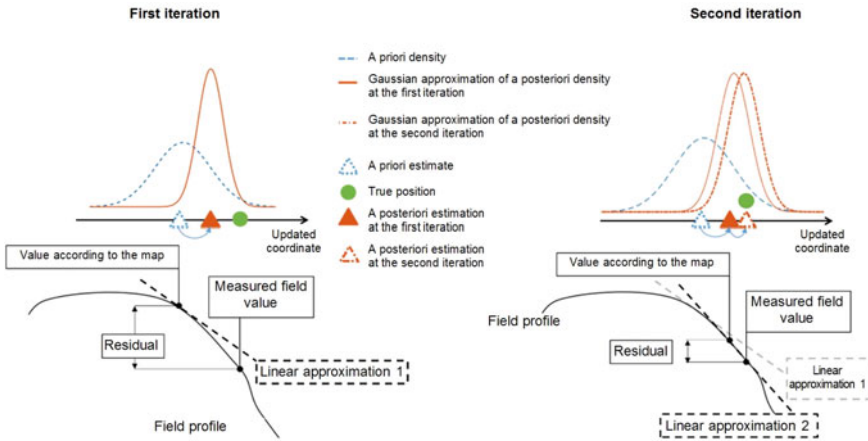 First iteration
Second iteration
A priori density
Gaussian approximation of a posteriori density
at the first iteration
Gaussian approximation of a posteriori density
at the second iteration
A priori estimate
True position
A posteriori estimation
at the first iteration
A posteriori estimation
at the second iteration
Updated
coordinate
Value according to the map
Measured field
value
Residual
Linear approximation 1
Field profile
Updated
coordinate
Value according to the map
Measured field
value
Field profile
Residual
Linear
approximation 1
Linear approximation 2